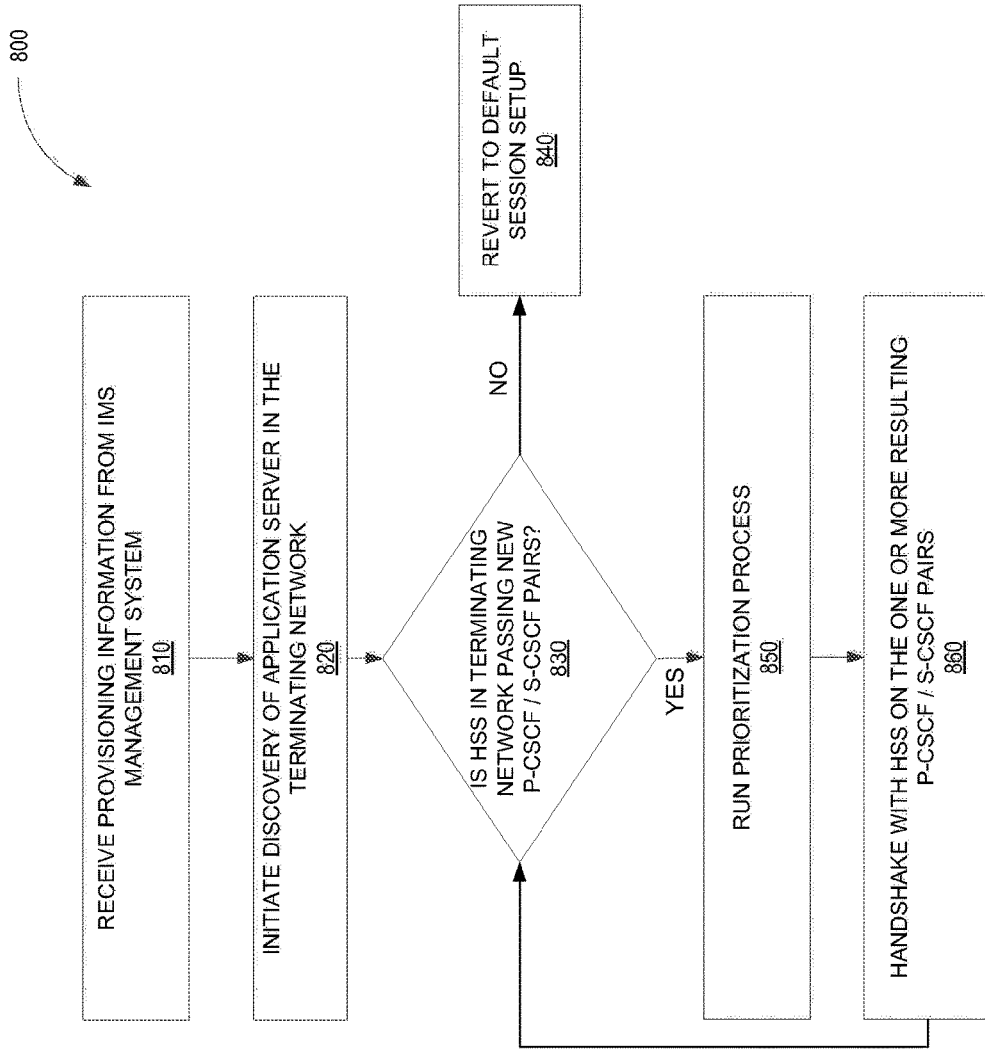 800
RECEIVE PROVISIONING INFORMATION FROM IMS
MANAGEMENT SYSTEM
810
INITIATE DISCOVERY OF APPLICATION SERVER IN THE
TERMINATING NETWORK
820
IS HSS IN TERMINATING
NETWORK PASSING NEW
P-CSCF / S-CSCF PAIRS?
830
NO
REVERT TO DEFAULT
SESSION SETUP
840
YES
RUN PRIORITIZATION PROCESS
850
HANDSHAKE WITH HSS ON THE ONE OR MORE RESULTING
P-CSCF / S-CSCF PAIRS
860